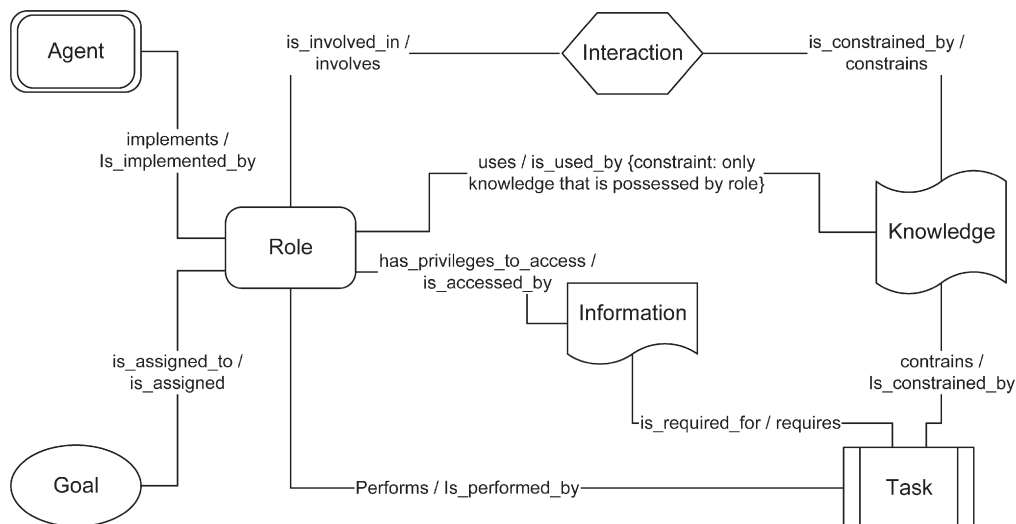 Agent
is_involved_in /
involves
Interaction
is_constrained_by /
constrains
implements /
Is_implemented_by
uses / is_used_by {constraint: only
knowledge that is possessed by role}
Role
Knowledge
has_privileges_to_access /
is_accessed_by
Information
is_assigned_to /
is_assigned
contrains /
Is_constrained_by
is_required_for / requires
Goal
Performs / Is_performed_by
Task